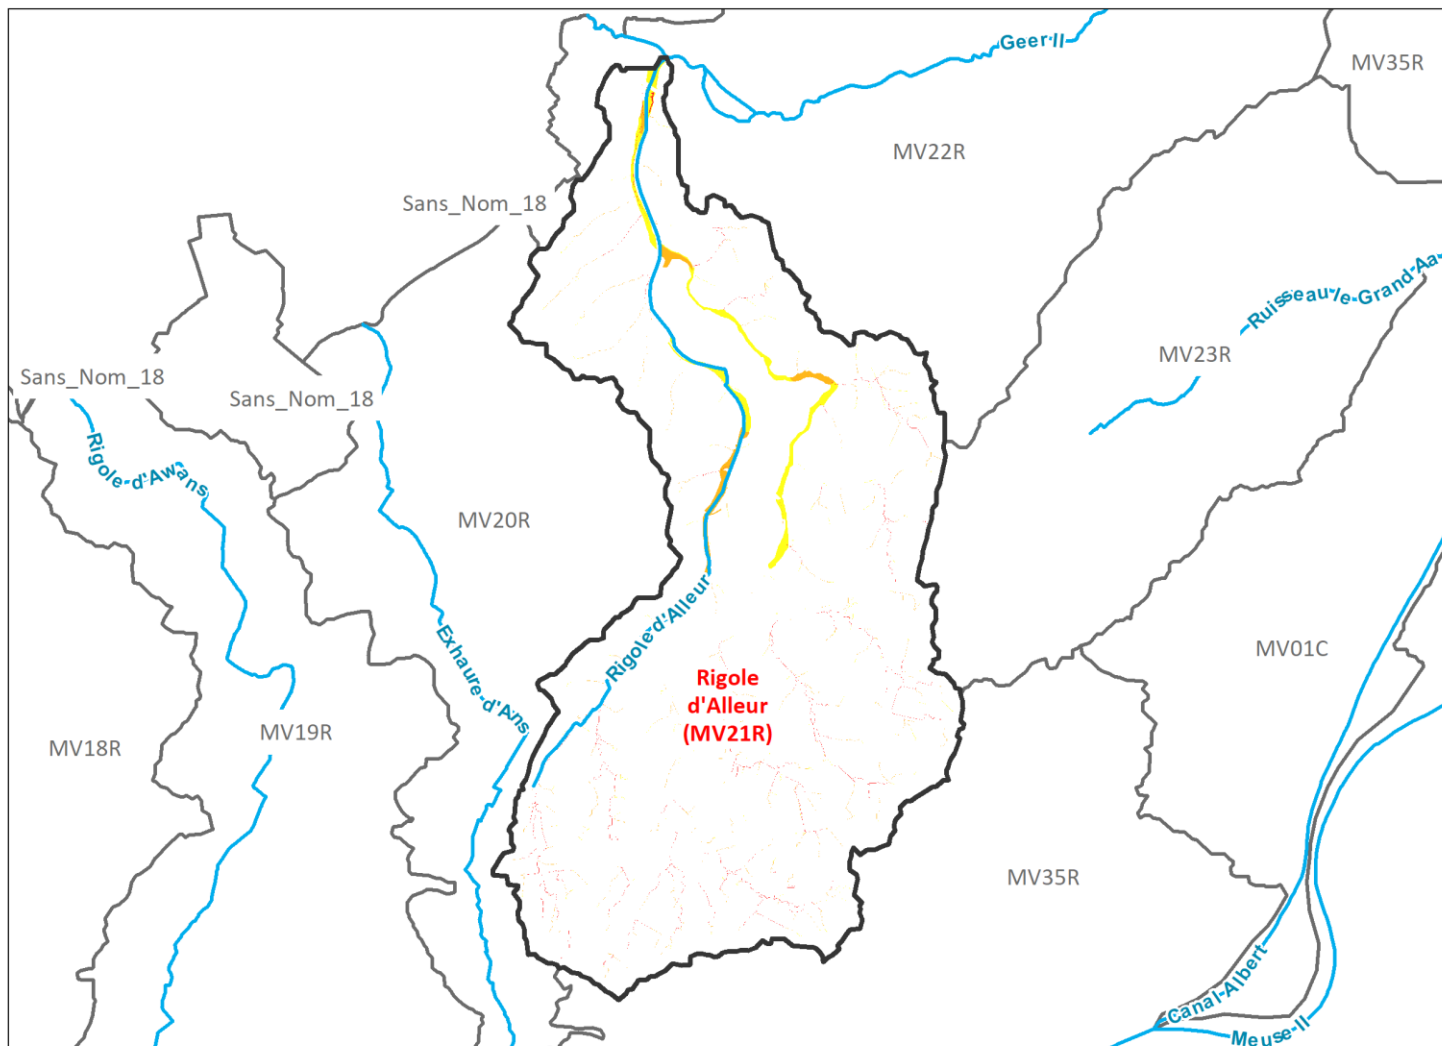 Geer-II
MV35R
MV22R
Sans_Nom_18
Ruisseau-le-Grand-Aa
MV23R
Sans_Nom_18
Sans_Nom_18
Rigole-d'Awans
MV20R
Rigole-d'Alleur
Exhaure-d'Ans
MV01C
Rigole
d'Alleur
(MV21R)
MV18R
MV19R
MV35R
Canal-Albert
Meuse-II